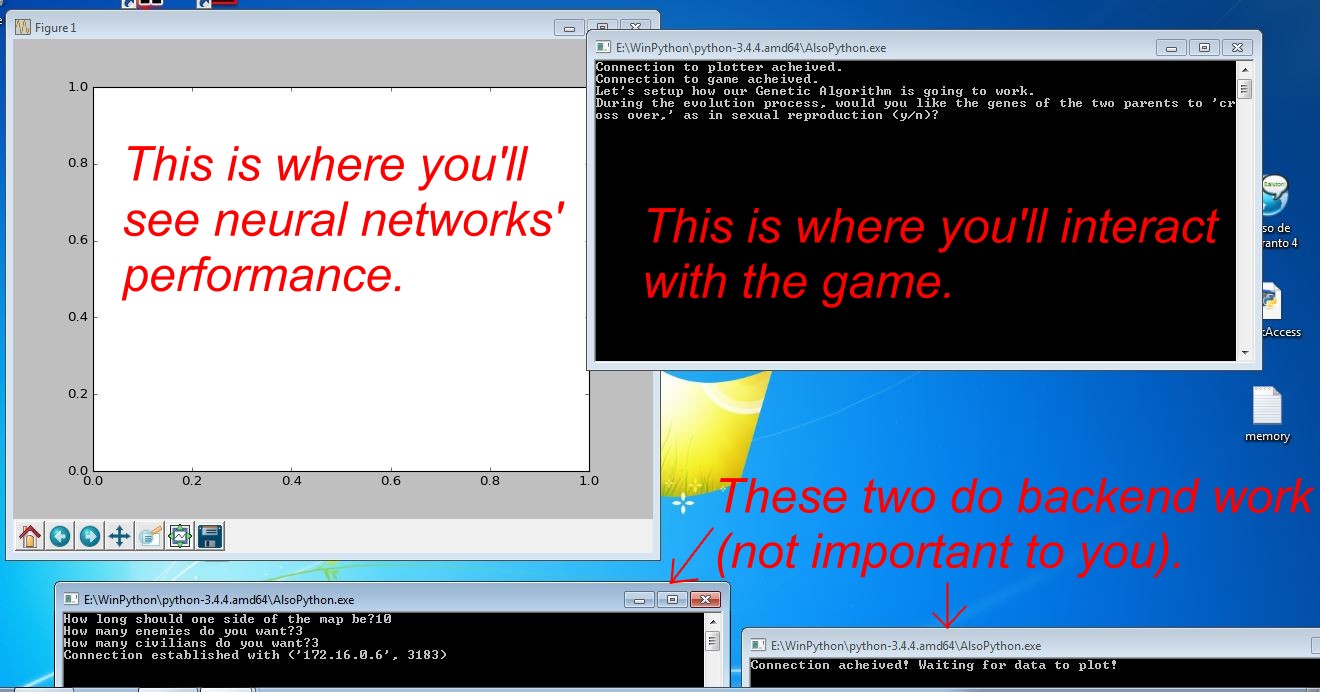 Figure 1
1.0
0.8
0.6
0.4
0.2
0.0
0.0 0.2 0.4 0.6 0.8 1.0
This is where you'll
see neural networks'
performance.
E:\WinPython\python-3.4.4.amd64\AlsoPython.exe
Connection to plotter acheived.
Connection to game acheived.
Let's setup how our Genetic Algorithm is going to work.
During the evolution process, would you like the genes of the two parents to 'cr
oss over,' as in sexual reproduction (y/n)?
This is where you'll interact
with the game.
so de
ranto 4
Access
memory
These two do backend work
(not important to you).
E:\WinPython\python-3.4.4.amd64\AlsoPython.exe
How long should one side of the map be?10
How many enemies do you want?3
How many civilians do you want?3
Connection established with ('172.16.0.6', 3183)
E:\WinPython\python-3.4.4.amd64\AlsoPython.exe
Connection acheived! Waiting for data to plot!